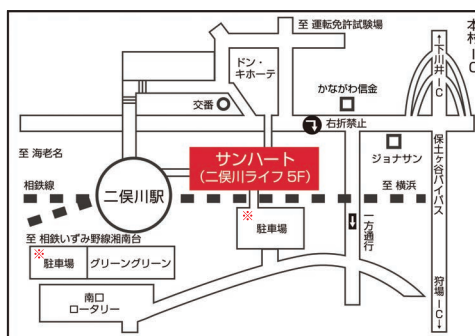 至 運転免許試験場
本村IC
↑下川井IC
ドン・
キホーテ
かながわ信金
交番
右折禁止
至 海老名
サンハート
(二俣川ライフ 5F)
ジョナサン
保土ヶ谷バイパス
相鉄線
二俣川駅
至 横浜
※
駐車場
一方通行
至 相鉄いずみ野線湘南台
※
駐車場
グリーングリーン
南口
ロータリー
狩場IC↓